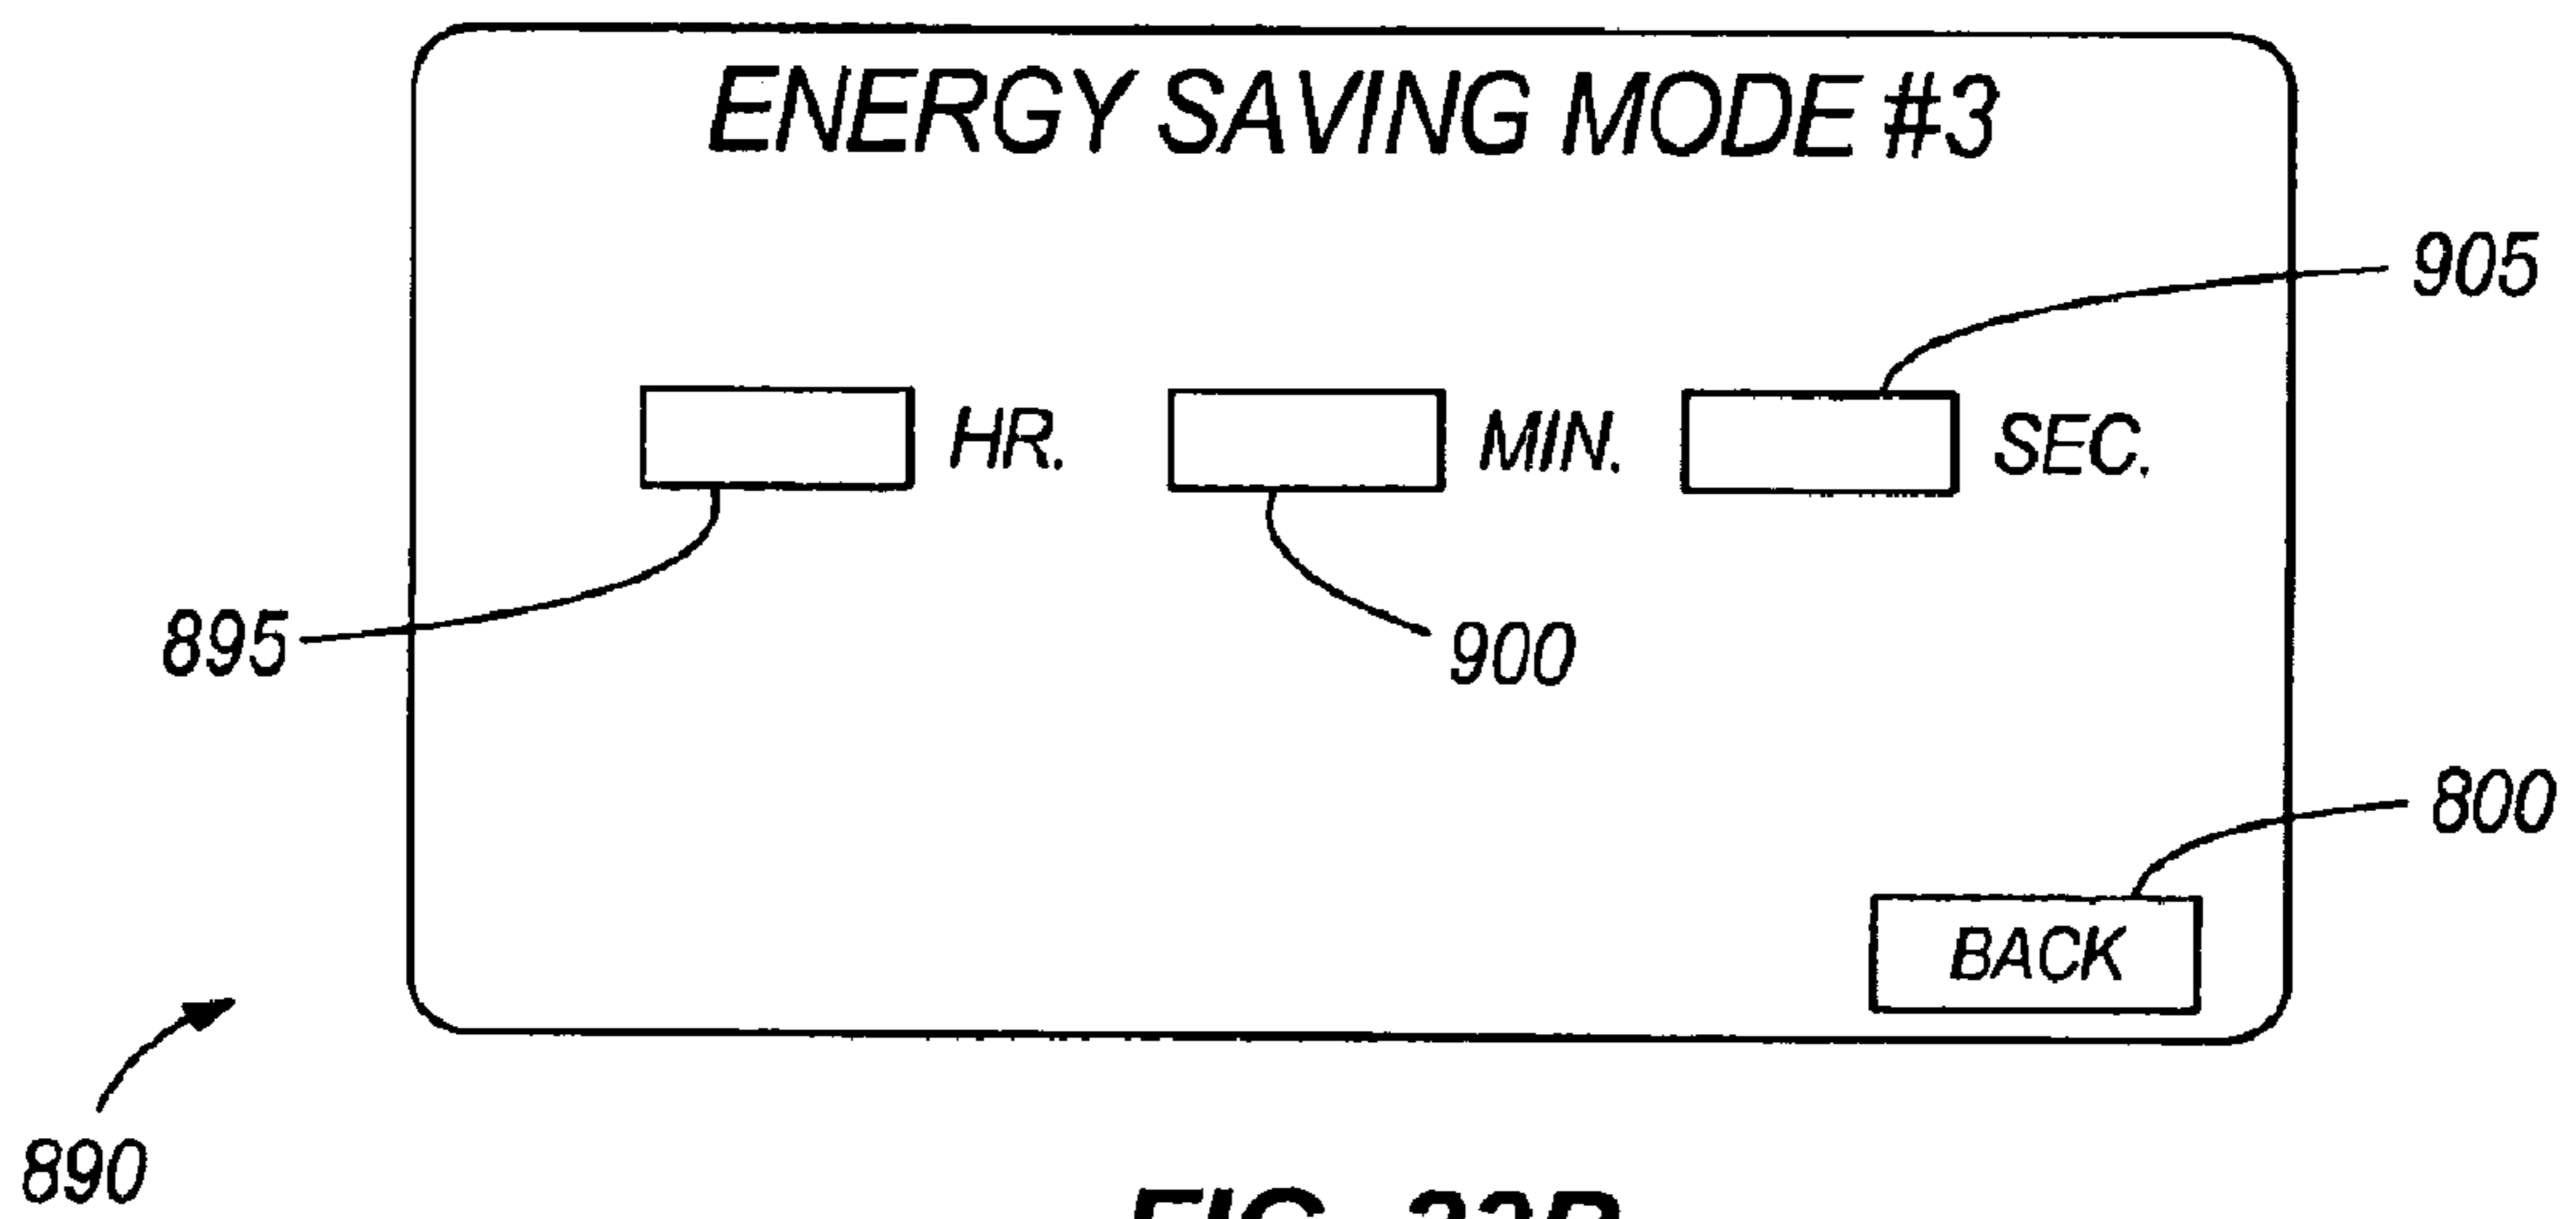 ENERGY SAVING MODE #3
905
HR. MIN. SEC.
895
900
800
BACK
890